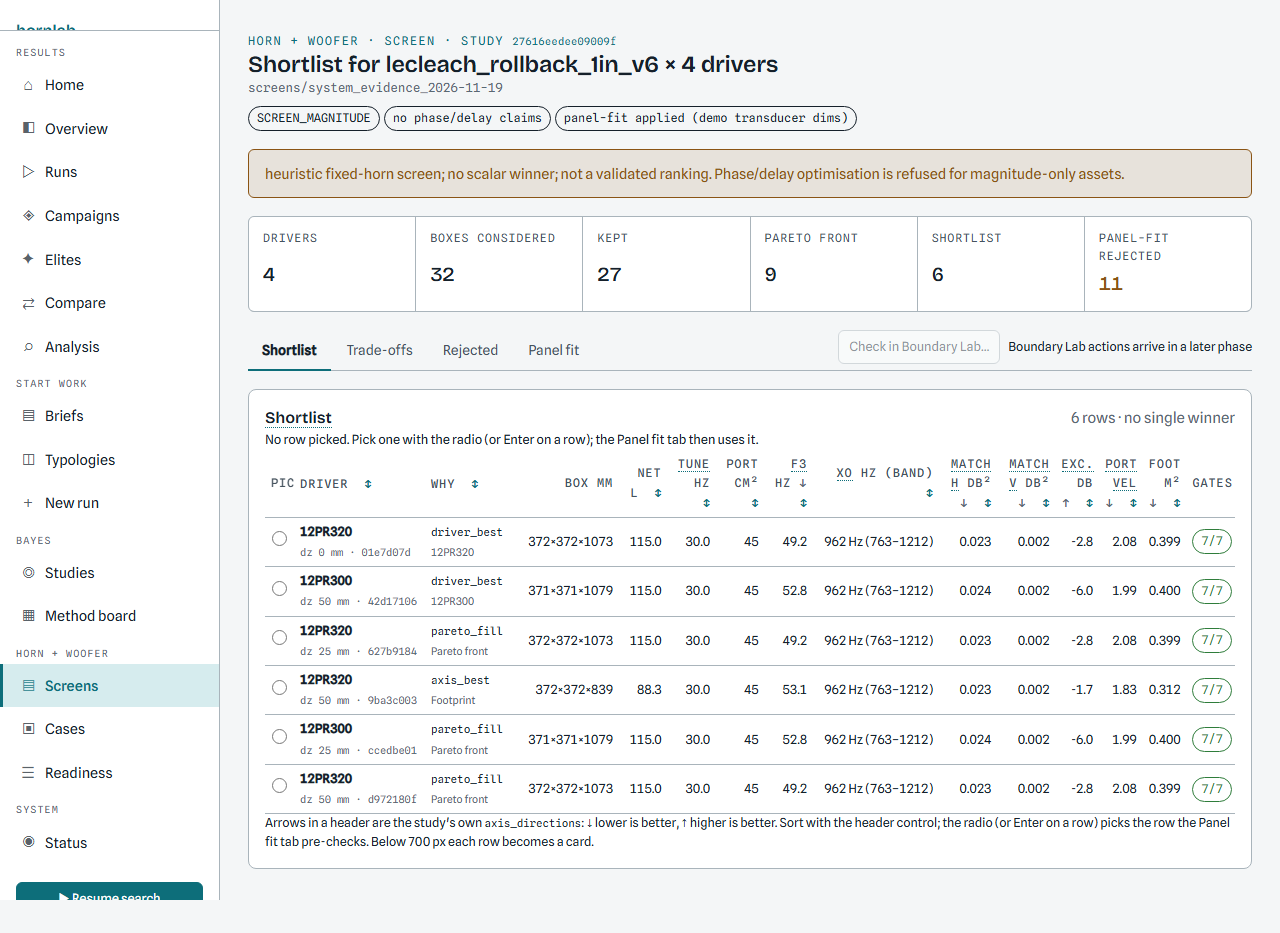 hornlab
RESULTS
Home
Overview
Runs
Campaigns
Elites
Compare
Analysis
START WORK
Briefs
Typologies
New run
BAYES
Studies
Method board
HORN + WOOFER
Screens
Cases
Readiness
SYSTEM
Status
▶ Resume search
HORN + WOOFER · SCREEN · STUDY 27616eedee09009f
Shortlist for lecleach_rollback_1in_v6 × 4 drivers
screens/system_evidence_2026-11-19
SCREEN_MAGNITUDE no phase/delay claims panel-fit applied (demo transducer dims)
heuristic fixed-horn screen; no scalar winner; not a validated ranking. Phase/delay optimisation is refused for magnitude-only assets.
DRIVERS
4
BOXES CONSIDERED
32
KEPT
27
PARETO FRONT
9
SHORTLIST
6
PANEL-FIT
REJECTED
11
Shortlist Trade-offs Rejected Panel fit Check in Boundary Lab… Boundary Lab actions arrive in a later phase
Shortlist 6 rows · no single winner
No row picked. Pick one with the radio (or Enter on a row); the Panel fit tab then uses it.
PIC DRIVER ↕ WHY ↕ BOX MM NET L ↕ TUNE HZ ↕ PORT CM² ↕ F3 HZ ↓ ↕ XO HZ (BAND) ↕ MATCH H DB² ↓ ↕ MATCH V DB² ↓ ↕ EXC. DB ↑ ↕ PORT VEL ↓ ↕ FOOT M² ↓ ↕ GATES
12PR320 driver_best 372×372×1073 115.0 30.0 45 49.2 962 Hz (763–1212) 0.023 0.002 -2.8 2.08 0.399 7/7
dz 0 mm · 01e7d07d 12PR320
12PR300 driver_best 371×371×1079 115.0 30.0 45 52.8 962 Hz (763–1212) 0.024 0.002 -6.0 1.99 0.400 7/7
dz 50 mm · 42d17106 12PR300
12PR320 pareto_fill 372×372×1073 115.0 30.0 45 49.2 962 Hz (763–1212) 0.023 0.002 -2.8 2.08 0.399 7/7
dz 25 mm · 627b9184 Pareto front
12PR320 axis_best 372×372×839 88.3 30.0 45 53.1 962 Hz (763–1212) 0.023 0.002 -1.7 1.83 0.312 7/7
dz 50 mm · 9ba3c003 Footprint
12PR300 pareto_fill 371×371×1079 115.0 30.0 45 52.8 962 Hz (763–1212) 0.024 0.002 -6.0 1.99 0.400 7/7
dz 25 mm · ccedbe01 Pareto front
12PR320 pareto_fill 372×372×1073 115.0 30.0 45 49.2 962 Hz (763–1212) 0.023 0.002 -2.8 2.08 0.399 7/7
dz 50 mm · d972180f Pareto front
Arrows in a header are the study's own axis_directions: ↓ lower is better, ↑ higher is better. Sort with the header control; the radio (or Enter on a row) picks the row the Panel
fit tab pre-checks. Below 700 px each row becomes a card.